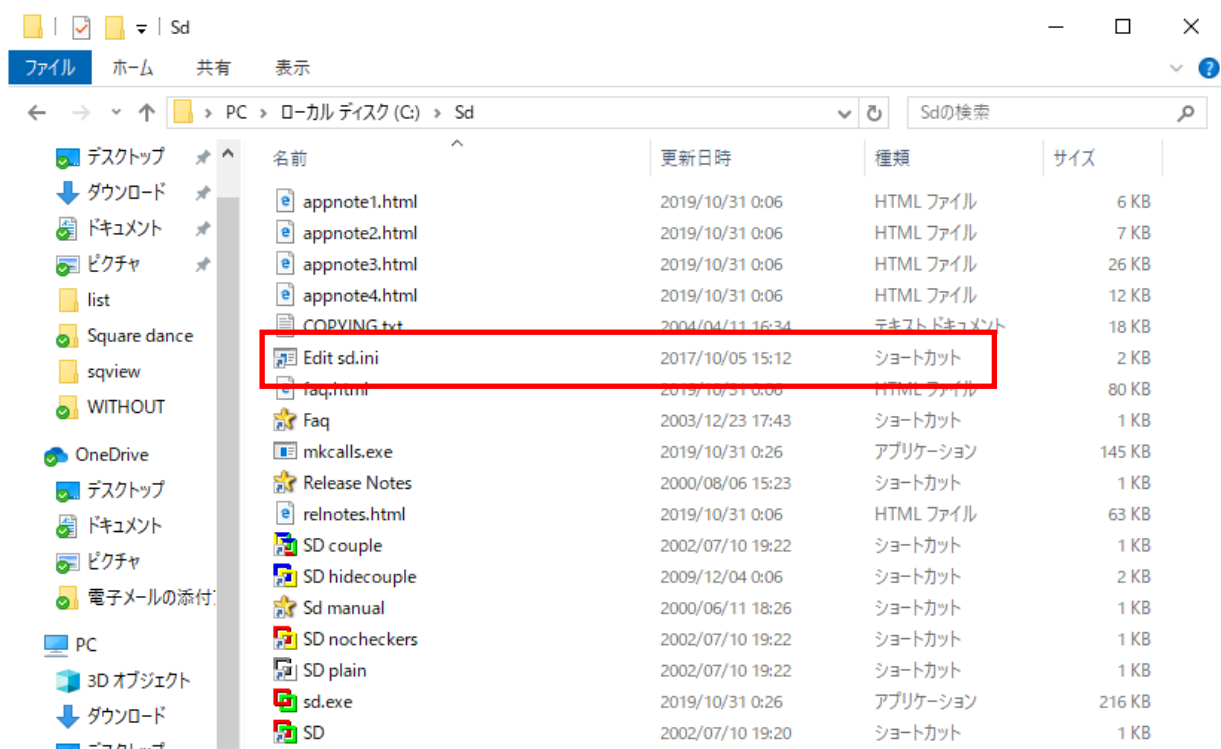 Sd
ファイル ホーム 共有 表示
PC ローカル ディスク (C:) Sd Sdの検索
デスクトップ
ダウンロード
ドキュメント
ピクチャ
list
Square dance
sqview
WITHOUT
OneDrive
デスクトップ
ドキュメント
ピクチャ
電子メールの添付
PC
3D オブジェクト
ダウンロード
デスクトップ
名前 更新日時 種類 サイズ
appnote1.html 2019/10/31 0:06 HTML ファイル 6 KB
appnote2.html 2019/10/31 0:06 HTML ファイル 7 KB
appnote3.html 2019/10/31 0:06 HTML ファイル 26 KB
appnote4.html 2019/10/31 0:06 HTML ファイル 12 KB
COPYING.txt 2004/04/11 16:34 テキスト ドキュメント 18 KB
Edit sd.ini 2017/10/05 15:12 ショートカット 2 KB
faq.html 2019/10/31 0:06 HTML ファイル 80 KB
Faq 2003/12/23 17:43 ショートカット 1 KB
mkcalls.exe 2019/10/31 0:26 アプリケーション 145 KB
Release Notes 2000/08/06 15:23 ショートカット 1 KB
relnotes.html 2019/10/31 0:06 HTML ファイル 63 KB
SD couple 2002/07/10 19:22 ショートカット 1 KB
SD hidecouple 2009/12/04 0:06 ショートカット 2 KB
Sd manual 2000/06/11 18:26 ショートカット 1 KB
SD nocheckers 2002/07/10 19:22 ショートカット 1 KB
SD plain 2002/07/10 19:22 ショートカット 1 KB
sd.exe 2019/10/31 0:26 アプリケーション 216 KB
SD 2002/07/10 19:20 ショートカット 1 KB